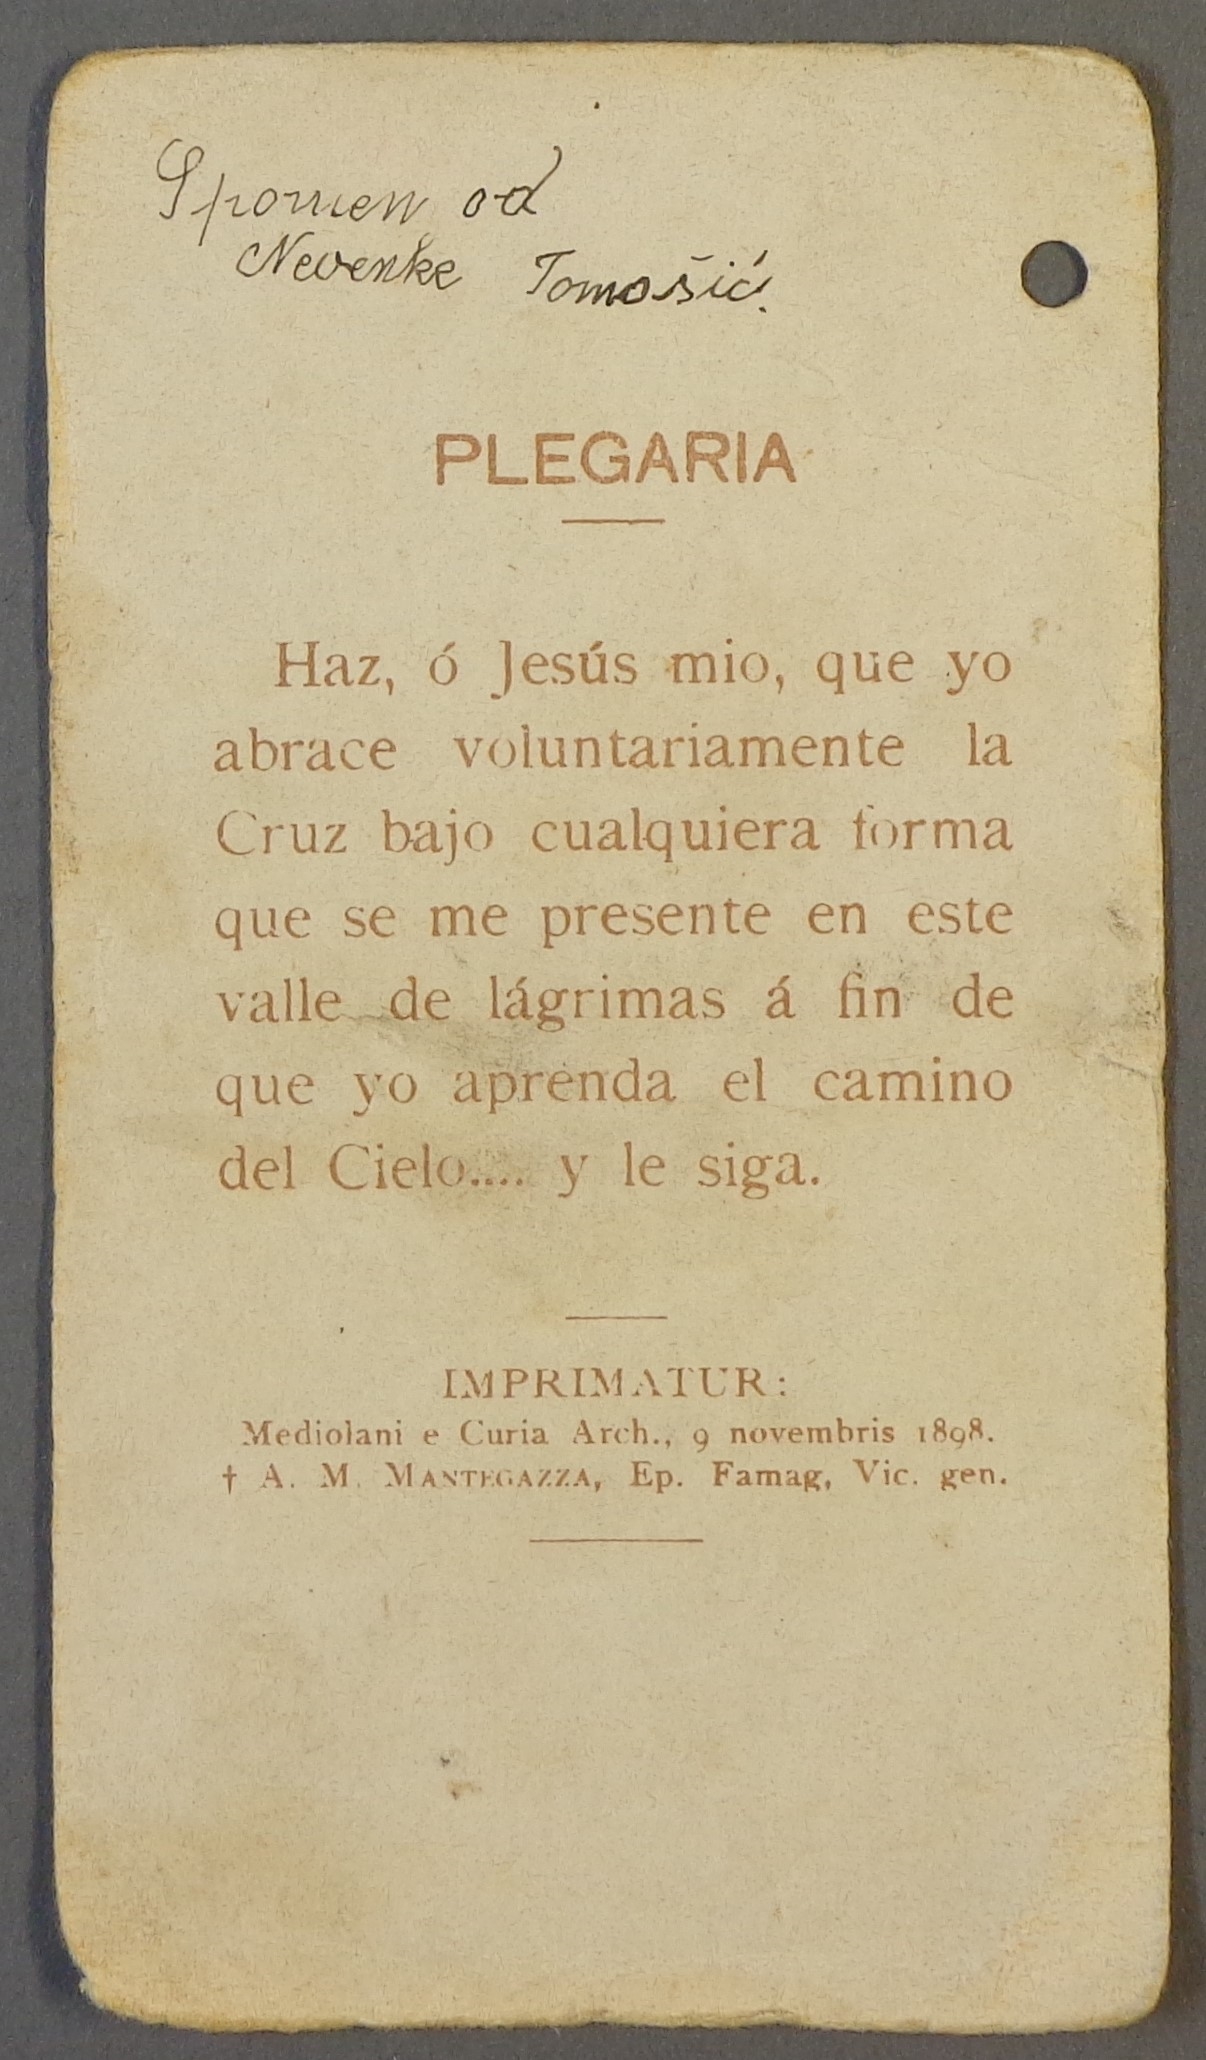 Spomen od
Nevenke Tomošić.
PLEGARIA
Haz, ó Jesús mio, que yo
abrace voluntariamente la
Cruz bajo cualquiera forma
que se me presente en este
valle de lágrimas á fin de
que yo aprenda el camino
del Cielo.... y le siga.
IMPRIMATUR:
Mediolani e Curia Arch., 9 novembris 1898.
† A. M. MANTEGAZZA, Ep. Famag, Vic. gen.